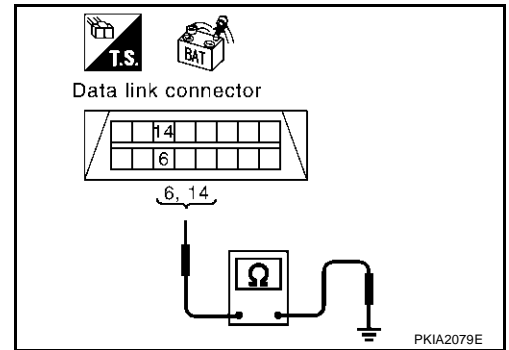 T.S.
BAT
Data link connector
14
6
6, 14
Ω
PKIA2079E